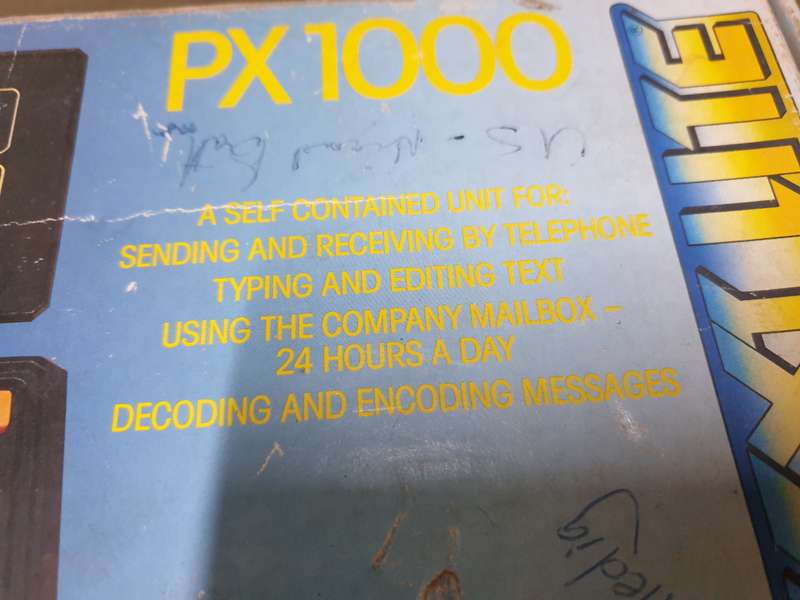 PX 1000
A SELF CONTAINED UNIT FOR:
SENDING AND RECEIVING BY TELEPHONE
TYPING AND EDITING TEXT
USING THE COMPANY MAILBOX –
24 HOURS A DAY
DECODING AND ENCODING MESSAGES
US -